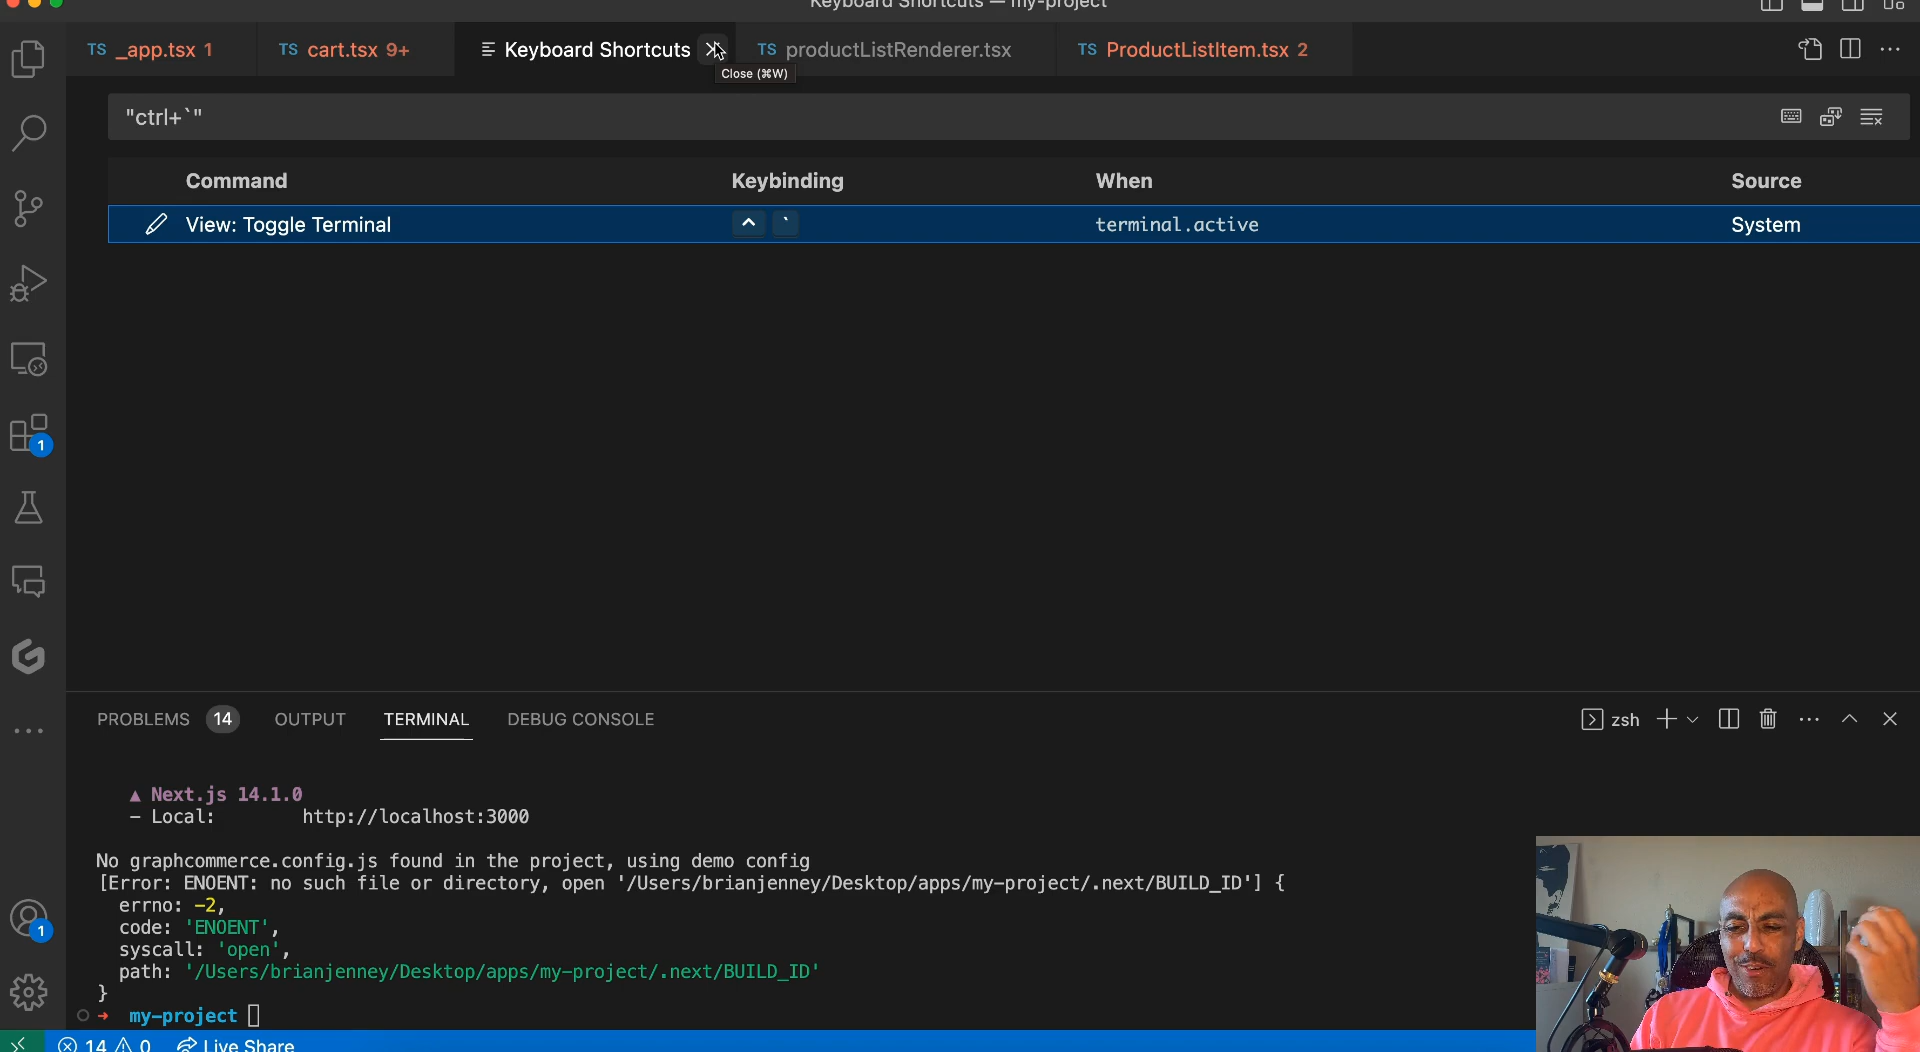 Keyboard Shortcuts — my-project
TS _app.tsx 1
TS cart.tsx 9+
Keyboard Shortcuts
TS productListRenderer.tsx
TS ProductListItem.tsx 2
Close (⌘W)
"ctrl+`"
Command Keybinding When Source
View: Toggle Terminal ^ ` terminal.active System
1
PROBLEMS 14 OUTPUT TERMINAL DEBUG CONSOLE
zsh
▲ Next.js 14.1.0
- Local: http://localhost:3000
No graphcommerce.config.js found in the project, using demo config
[Error: ENOENT: no such file or directory, open '/Users/brianjenney/Desktop/apps/my-project/.next/BUILD_ID'] {
errno: -2,
code: 'ENOENT',
syscall: 'open',
path: '/Users/brianjenney/Desktop/apps/my-project/.next/BUILD_ID'
}
1
→ my-project
14 0 Live Share